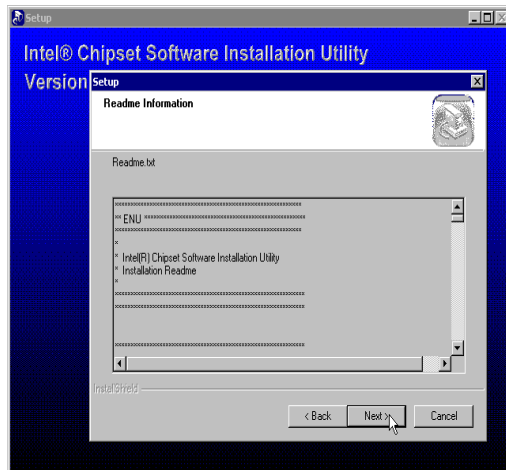 Setup
Intel® Chipset Software Installation Utility
Version
Setup
Readme Information
Readme.txt
** ENU **********************************************
*
* Intel(R) Chipset Software Installation Utility
* Installation Readme
*
InstallShield
< Back
Next >
Cancel